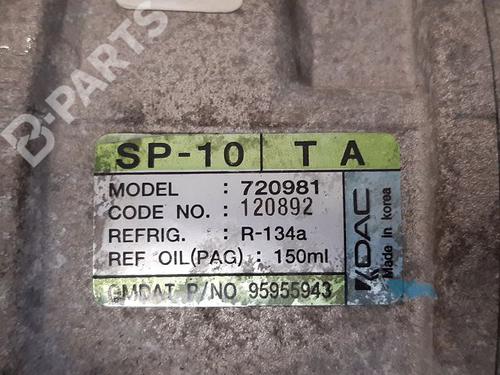 B-PARTS
SP-10 T A
MODEL : 720981
CODE NO. : 120892
REFRIG. : R-134a
REF OIL(PAG) : 150ml
GMDAT P/NO 95955943
KDAC
Made in Korea